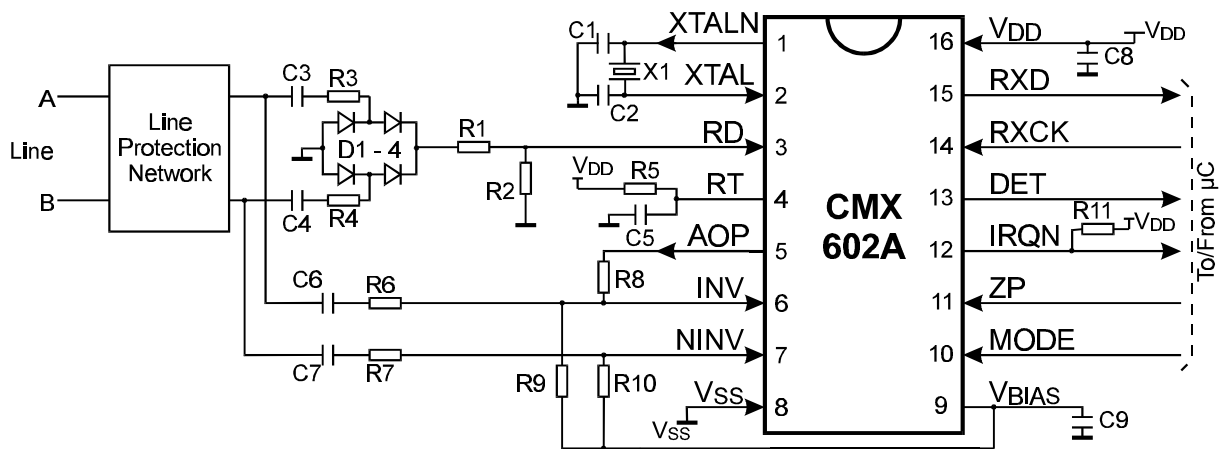 A
Line
B
Line
Protection
Network
C3
R3
D1 - 4
C4
R4
C6
R6
C7
R7
C1
X1
C2
R1
R2
VDD
R5
C5
R8
R9
R10
XTALN
XTAL
RD
RT
AOP
INV
NINV
VSS
VSS
1
2
3
4
5
6
7
8
CMX
602A
16
15
14
13
12
11
10
9
VDD
VDD
C8
RXD
RXCK
DET
R11
VDD
IRQN
ZP
MODE
VBIAS
C9
To/From µC